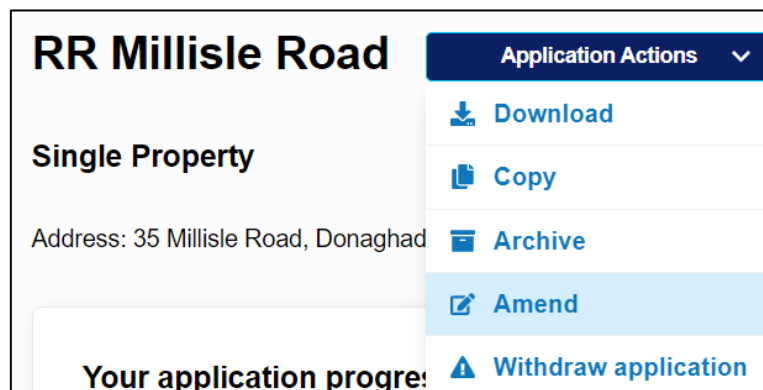 RR Millisle Road
Application Actions
Download
Single Property
Copy
Address: 35 Millisle Road, Donaghad
Archive
Amend
Your application progres
Withdraw application